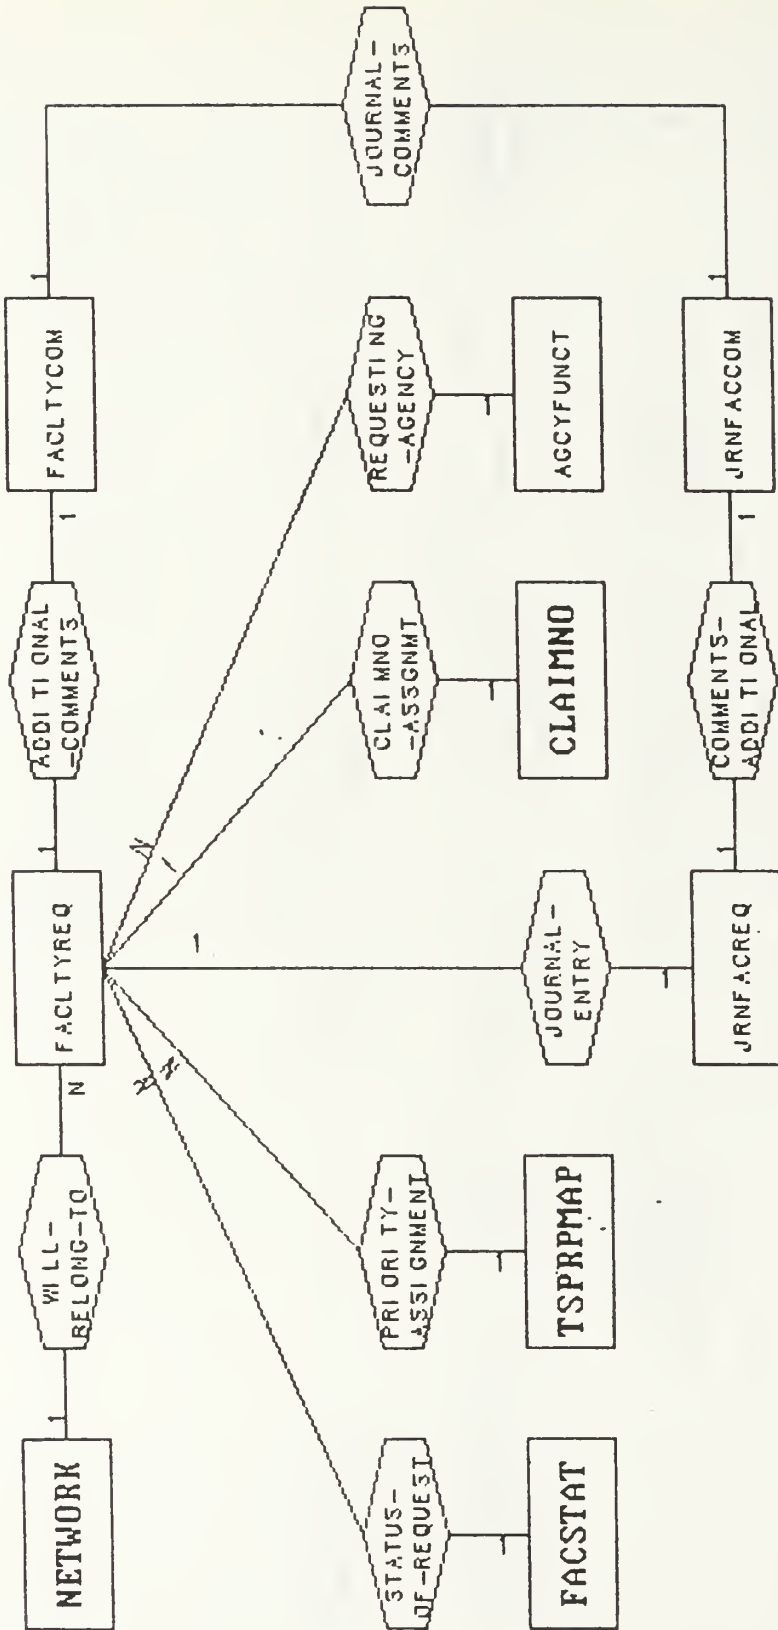 NETWORK
1
WILL-
BELONG-TO
N
FACLTYREQ
1
ADDITIONAL
-COMMENTS
1
FACLTYCOM
1
N
N
1
1
N
STATUS-
OF-REQUEST
PRIORITY-
ASSIGNMENT
CLAIMNO
-ASSGNMT
REQUESTING
-AGENCY
JOURNAL-
COMMENTS
1
1
1
1
FACSTAT
TSPRPMAP
JOURNAL-
ENTRY
CLAIMNO
AGCYFUNCT
1
JRNFACREQ
1
COMMENTS-
ADDITIONAL
1
JRNFACCOM
1